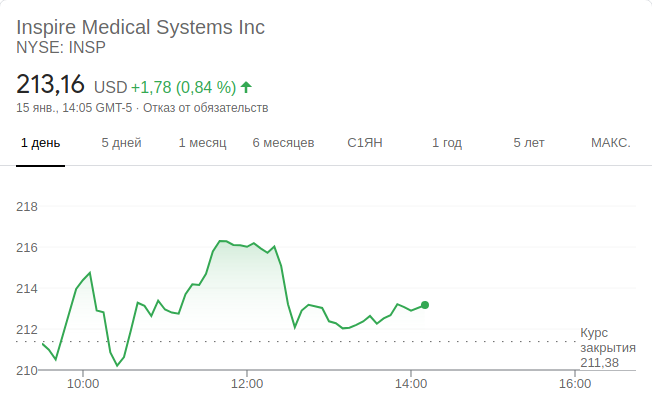 Inspire Medical Systems Inc
NYSE: INSP
213,16 USD +1,78 (0,84 %)
15 янв., 14:05 GMT-5 · Отказ от обязательств
1 день 5 дней 1 месяц 6 месяцев С1ЯН 1 год 5 лет МАКС.
218
216
214
212
210
Курс
закрытия
211,38
10:00 12:00 14:00 16:00